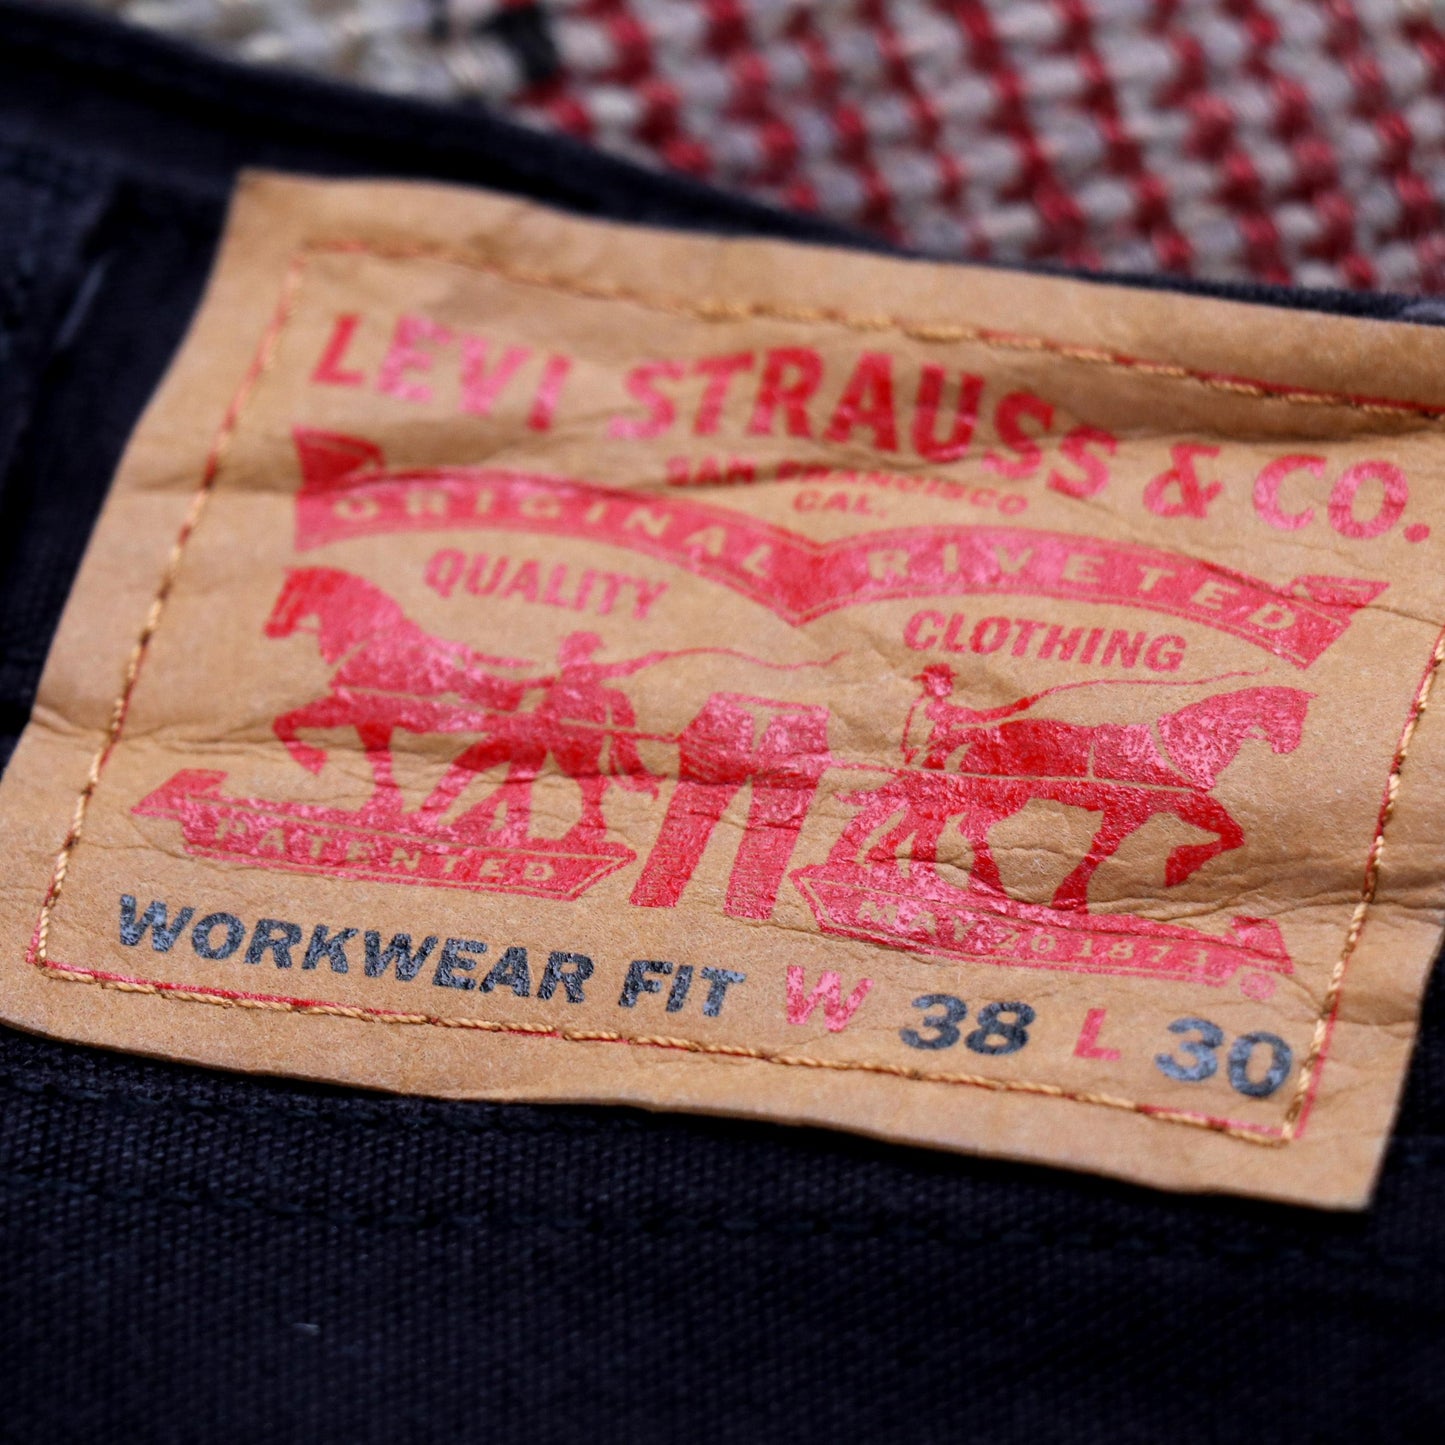 LEVI STRAUSS & CO.
SAN FRANCISCO
CAL.
ORIGINAL RIVETED
QUALITY CLOTHING
PATENTED MAY 20 1873 ®
WORKWEAR FIT W 38 L 30